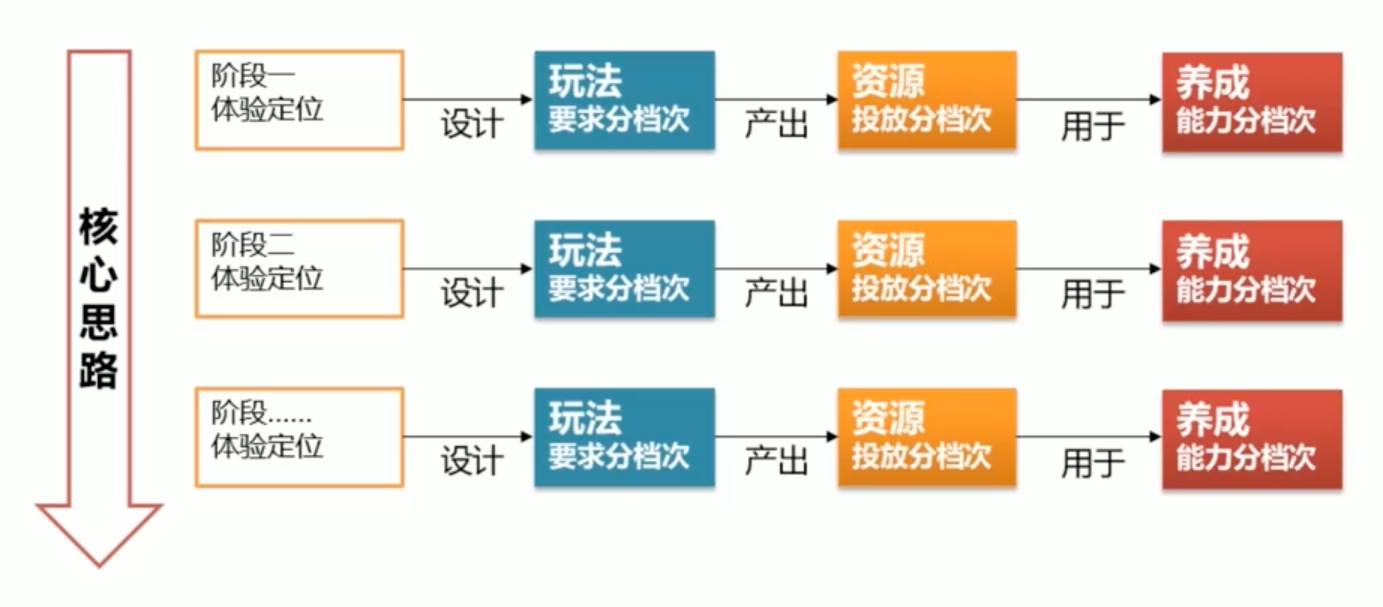 核心思路
阶段一
体验定位
设计
玩法
要求分档次
产出
资源
投放分档次
用于
养成
能力分档次
阶段二
体验定位
设计
玩法
要求分档次
产出
资源
投放分档次
用于
养成
能力分档次
阶段......
体验定位
设计
玩法
要求分档次
产出
资源
投放分档次
用于
养成
能力分档次